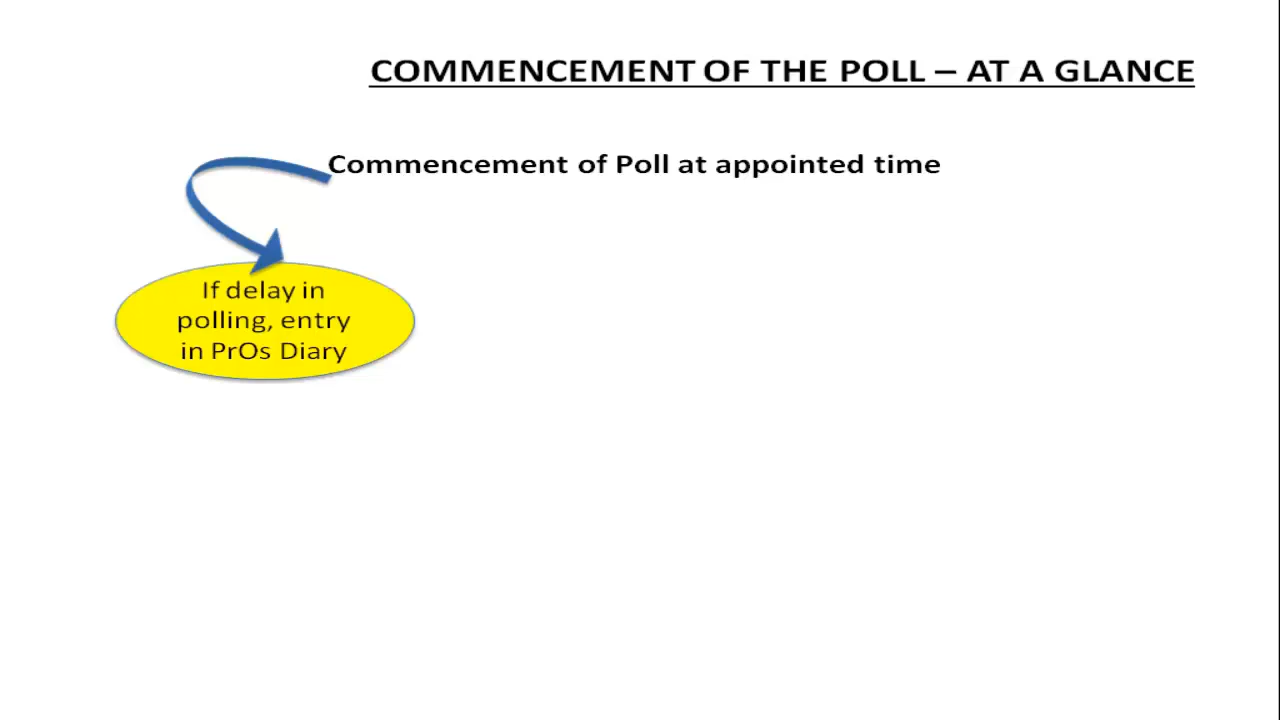 COMMENCEMENT OF THE POLL – AT A GLANCE
Commencement of Poll at appointed time
If delay in
polling, entry
in PrOs Diary